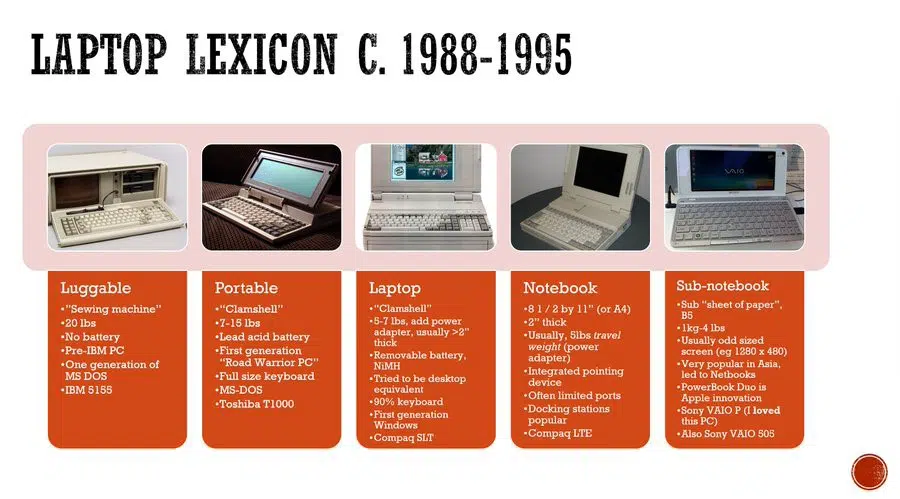 LAPTOP LEXICON C. 1988-1995
VAIO
Luggable
•“Sewing machine”
•20 lbs
•No battery
•Pre-IBM PC
•One generation of
MS DOS
•IBM 5155
Portable
•“Clamshell”
•7-15 lbs
•Lead acid battery
•First generation
“Road Warrior PC”
•Full size keyboard
•MS-DOS
•Toshiba T1000
Laptop
•“Clamshell”
•5-7 lbs, add power
adapter, usually >2”
thick
•Removable battery,
NiMH
•Tried to be desktop
equivalent
•90% keyboard
•First generation
Windows
•Compaq SLT
Notebook
•8 1 / 2 by 11” (or A4)
•2” thick
•Usually, 5lbs travel
weight (power
adapter)
•Integrated pointing
device
•Often limited ports
•Docking stations
popular
•Compaq LTE
Sub-notebook
•Sub “sheet of paper”,
B5
•1kg-4 lbs
•Usually odd sized
screen (eg 1280 x 480)
•Very popular in Asia,
led to Netbooks
•PowerBook Duo is
Apple innovation
•Sony VAIO P (I loved
this PC)
•Also Sony VAIO 505